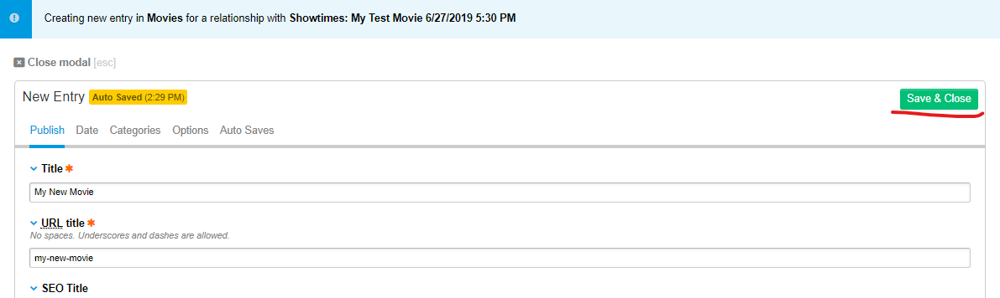 Creating new entry in Movies for a relationship with Showtimes: My Test Movie 6/27/2019 5:30 PM
Close modal [esc]
New Entry Auto Saved (2:29 PM)
Save & Close
Publish Date Categories Options Auto Saves
Title *
My New Movie
URL title *
No spaces. Underscores and dashes are allowed.
my-new-movie
SEO Title